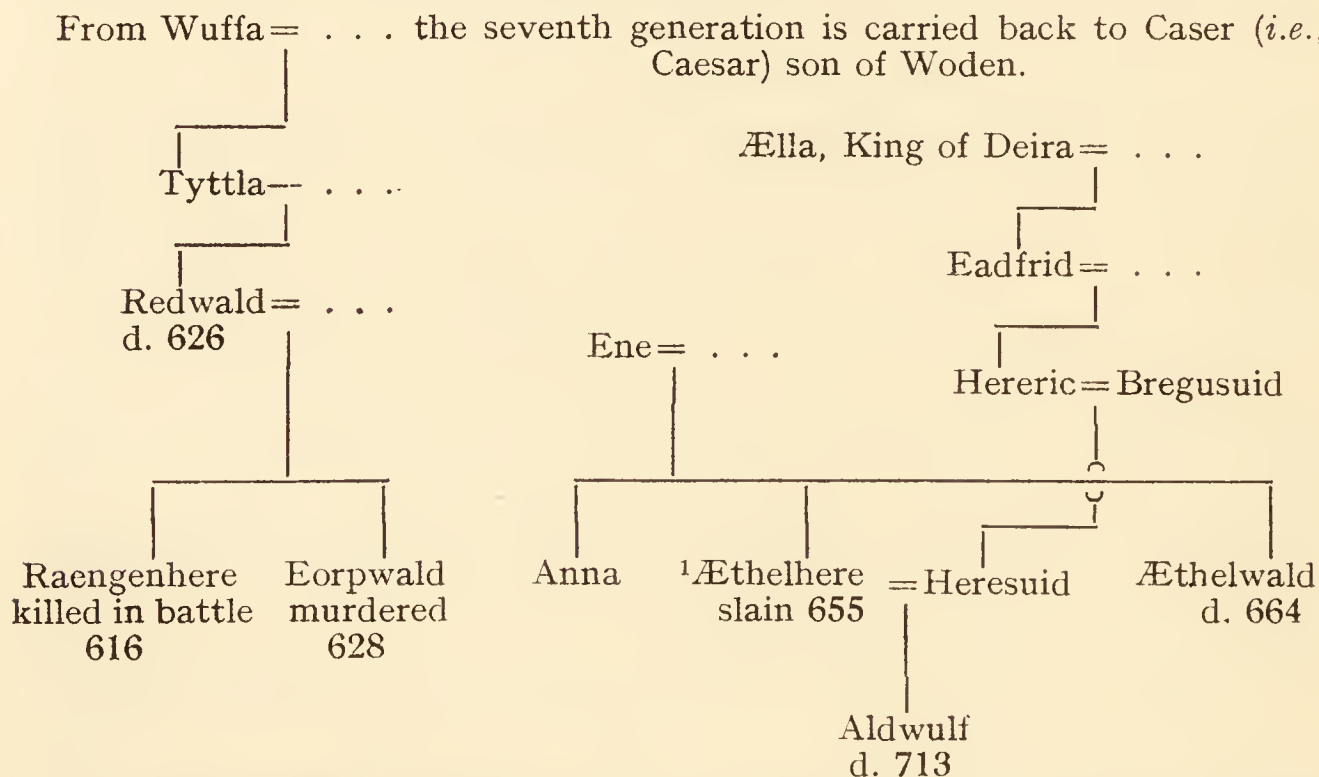 From Wuffa = . . . the seventh generation is carried back to Caser (i.e.,
Caesar) son of Woden.
Ælla, King of Deira = . . .
Tyttla — . . .
Eadfrid = . . .
Redwald = . . .
d. 626
Ene = . . .
Hereric = Bregusuid
Raengenhere
killed in battle
616
Eorpwald
murdered
628
Anna
¹Æthelhere = Heresuid
slain 655
Æthelwald
d. 664
Aldwulf
d. 713